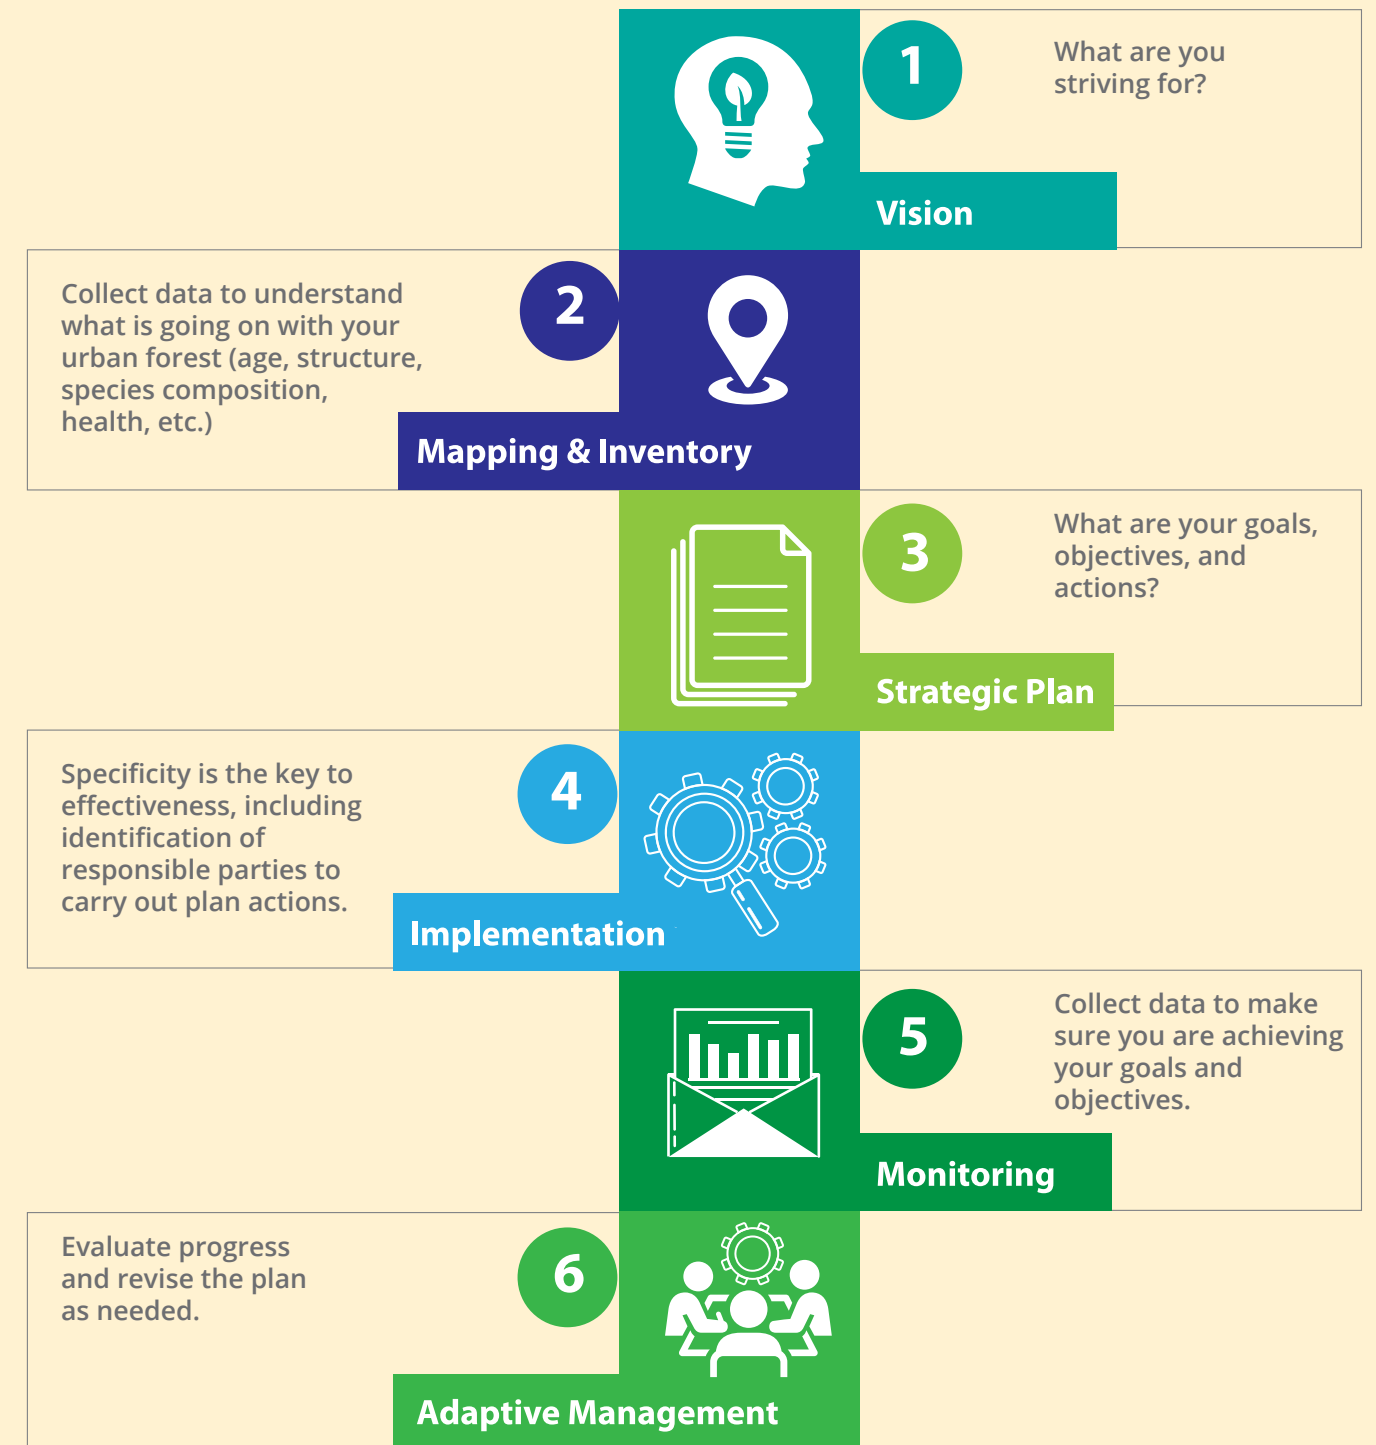 1
What are you
striving for?
Vision
2
Collect data to understand
what is going on with your
urban forest (age, structure,
species composition,
health, etc.)
Mapping & Inventory
3
What are your goals,
objectives, and
actions?
Strategic Plan
4
Specificity is the key to
effectiveness, including
identification of
responsible parties to
carry out plan actions.
Implementation
5
Collect data to make
sure you are achieving
your goals and
objectives.
Monitoring
6
Evaluate progress
and revise the plan
as needed.
Adaptive Management